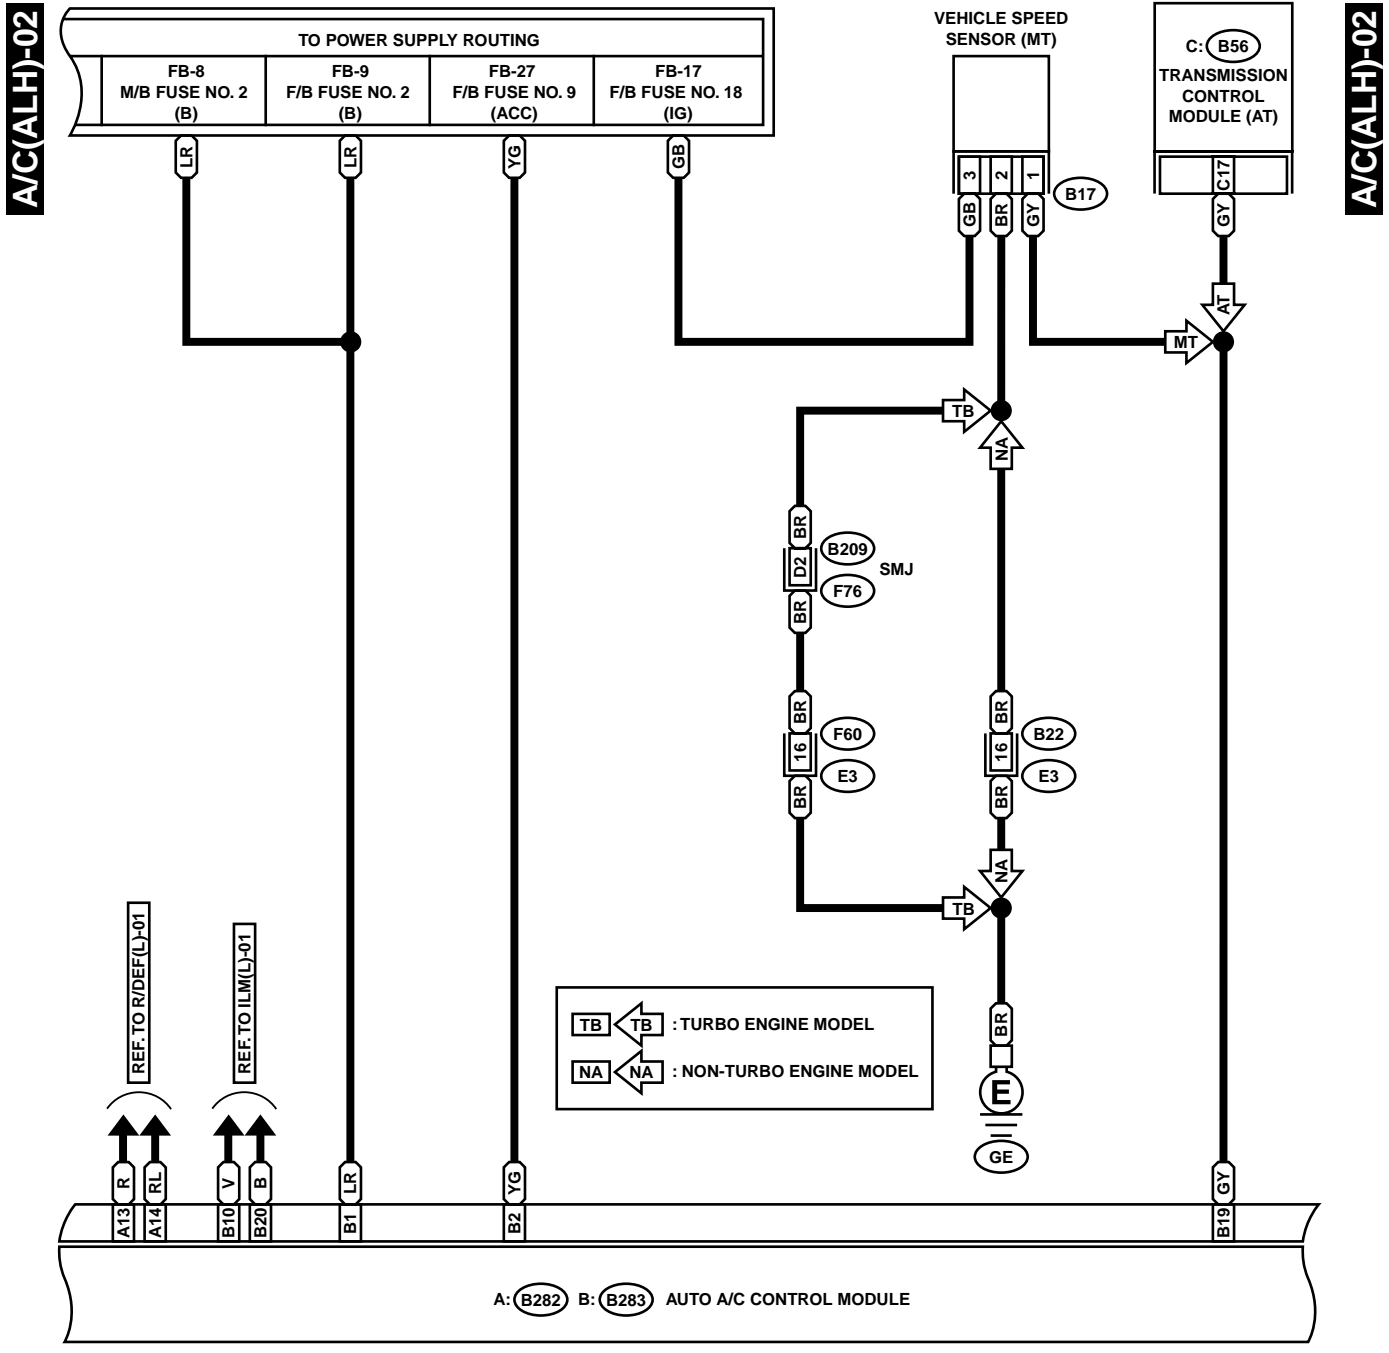 A/C(ALH)-02
A/C(ALH)-02
TO POWER SUPPLY ROUTING
FB-8
M/B FUSE NO. 2
(B)
FB-9
F/B FUSE NO. 2
(B)
FB-27
F/B FUSE NO. 9
(ACC)
FB-17
F/B FUSE NO. 18
(IG)
LR
LR
YG
GB
VEHICLE SPEED
SENSOR (MT)
3
2
1
B17
GB
BR
GY
C: B56
TRANSMISSION
CONTROL
MODULE (AT)
C17
GY
AT
MT
TB
NA
BR
D2
B209
F76
SMJ
BR
BR
16
F60
E3
BR
BR
16
B22
E3
BR
NA
TB
BR
E
GE
TB TB : TURBO ENGINE MODEL
NA NA : NON-TURBO ENGINE MODEL
REF. TO R/DEF(L)-01
REF. TO ILM(L)-01
R
RL
V
B
LR
YG
GY
A13
A14
B10
B20
B1
B2
B19
A: B282 B: B283 AUTO A/C CONTROL MODULE